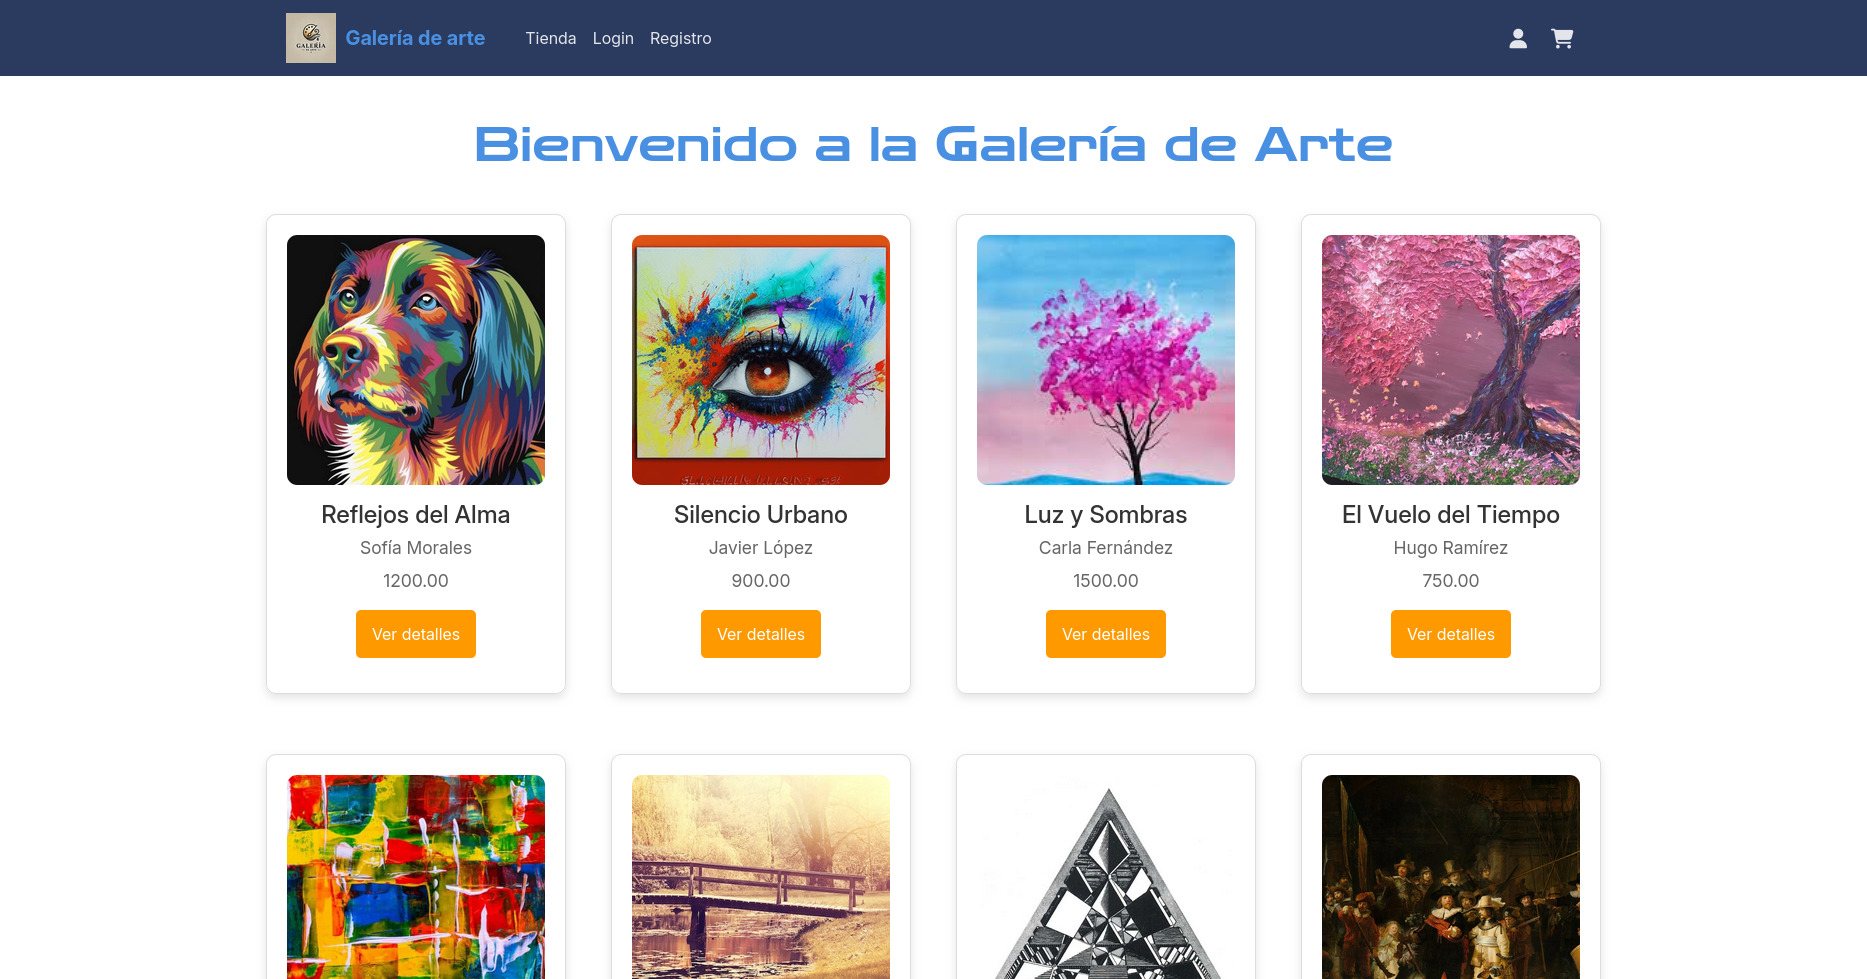 GALERÍA
Galería de arte
Tienda
Login
Registro
Bienvenido a la Galería de Arte
Reflejos del Alma
Sofía Morales
1200.00
Ver detalles
Silencio Urbano
Javier López
900.00
Ver detalles
Luz y Sombras
Carla Fernández
1500.00
Ver detalles
El Vuelo del Tiempo
Hugo Ramírez
750.00
Ver detalles